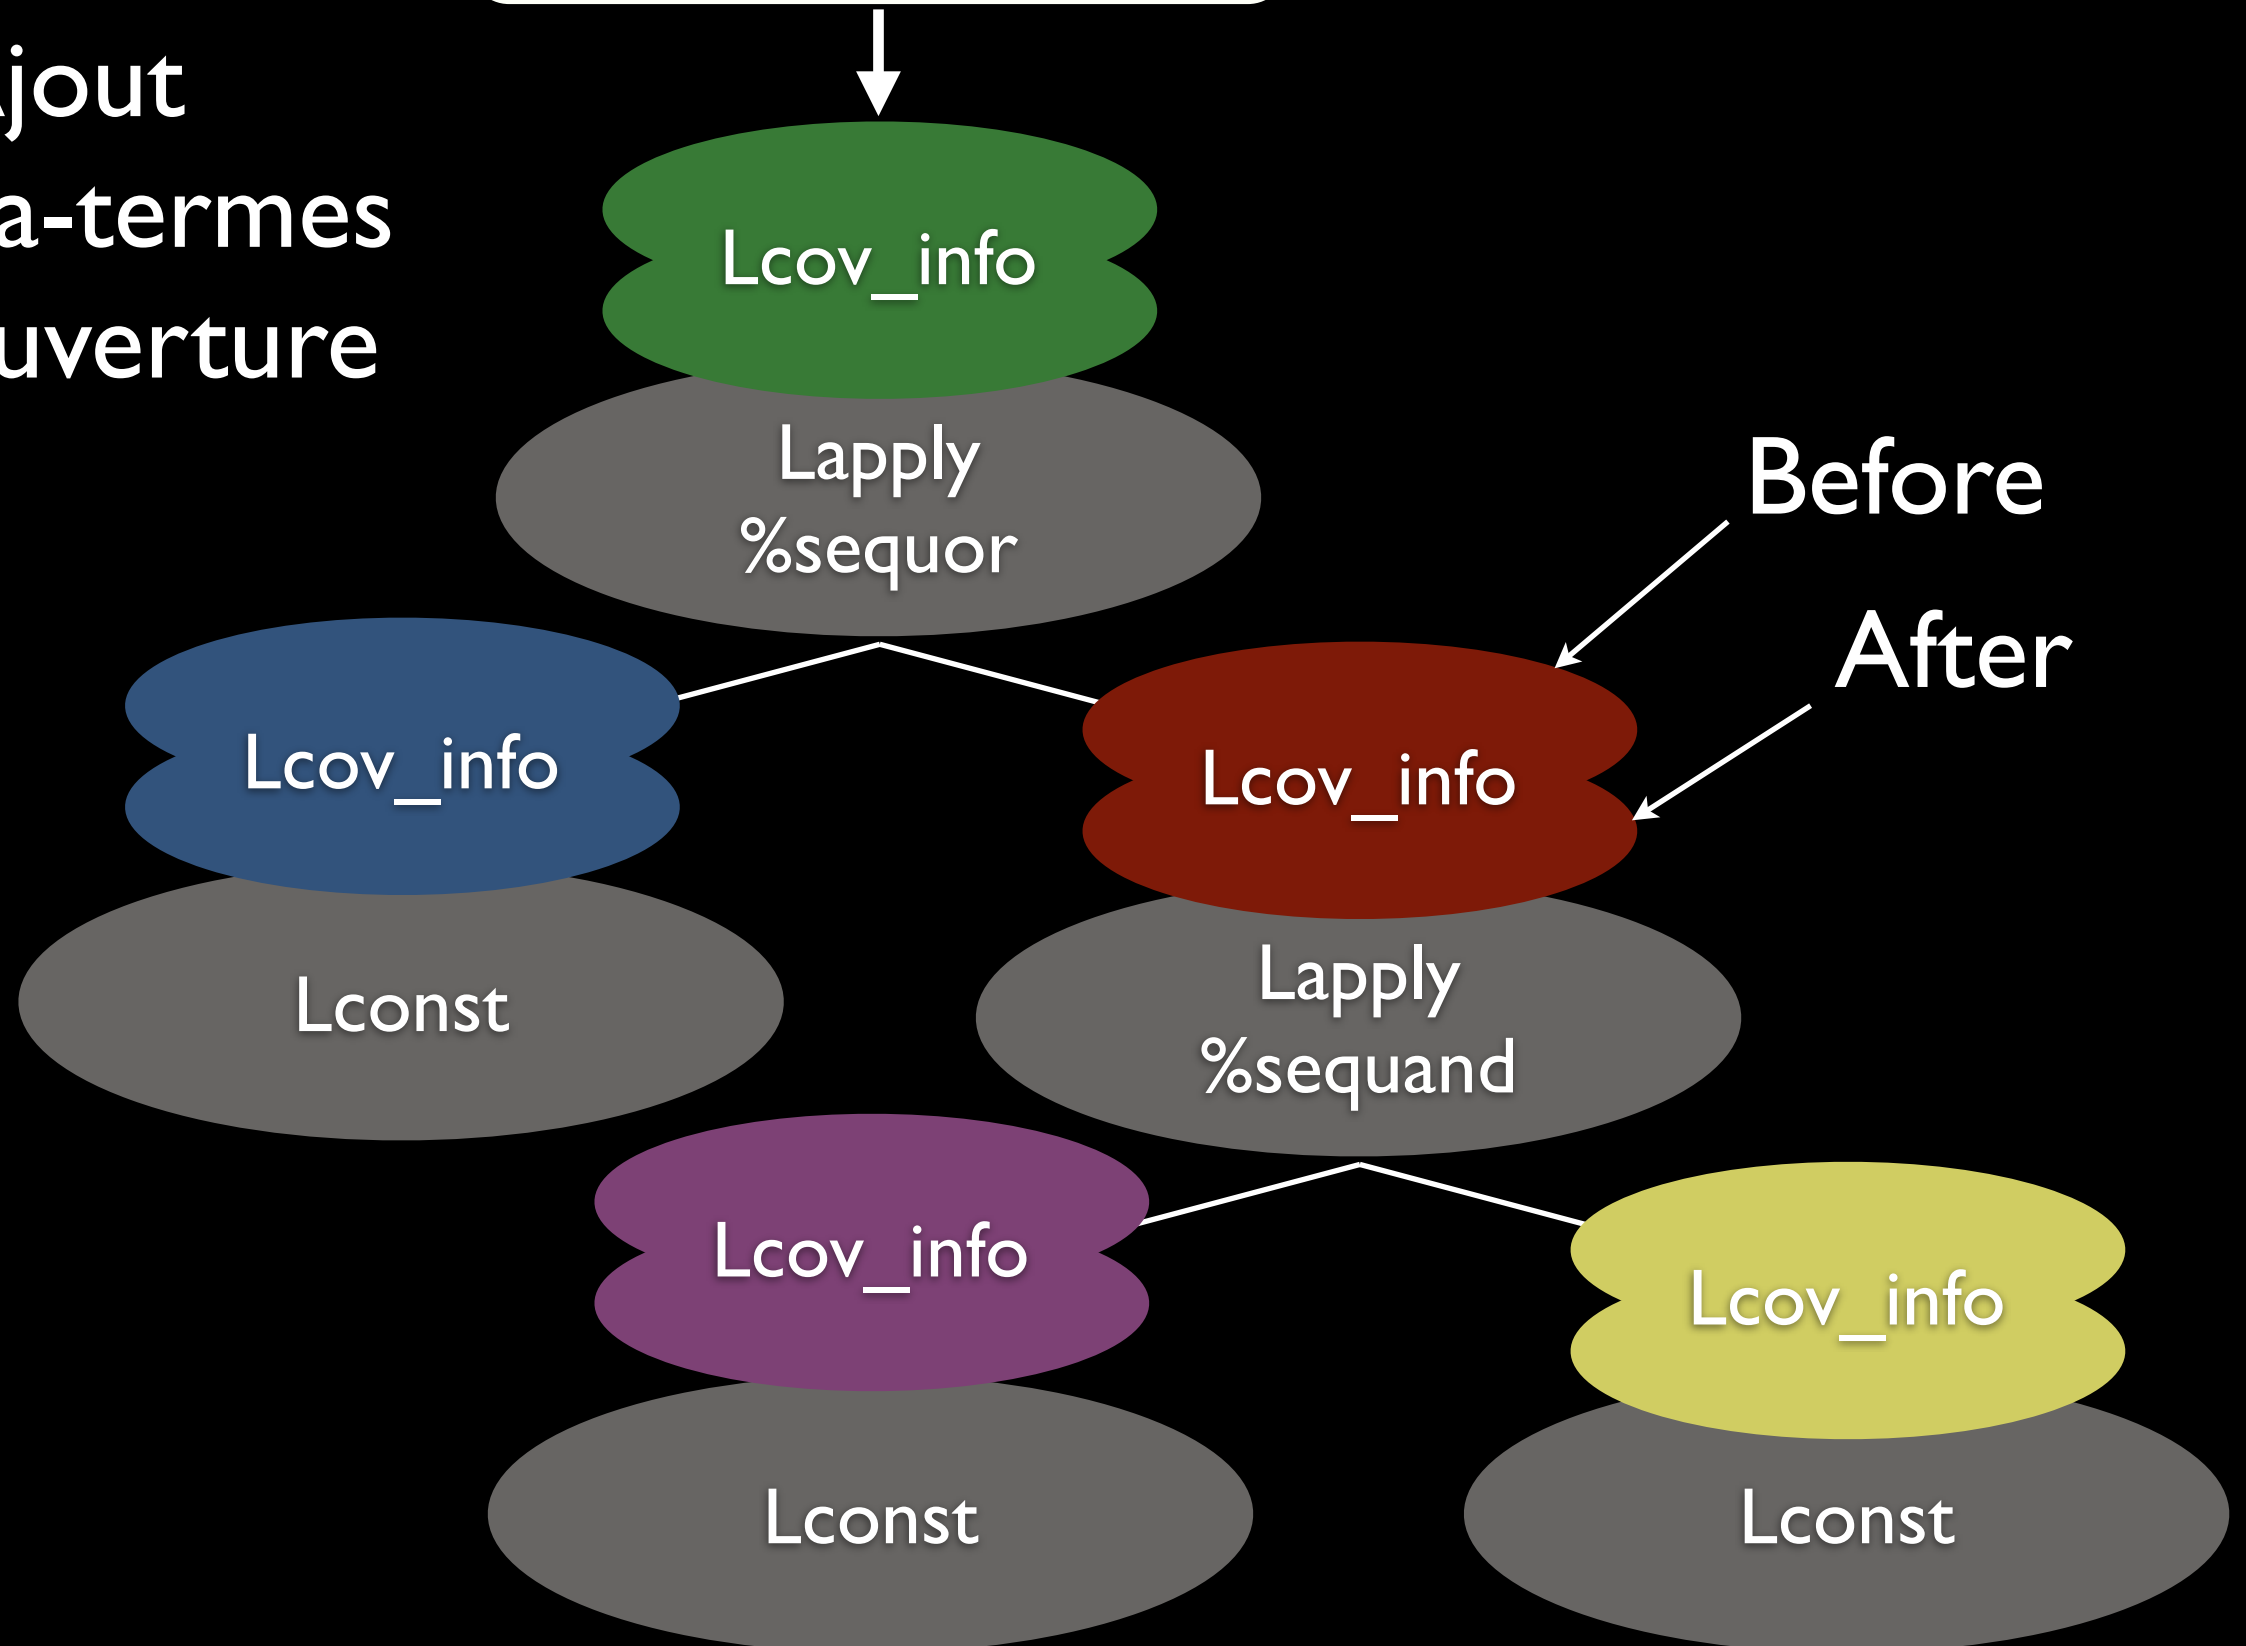 jout
a-termes
uverture
Lcov_info
Lapply
%sequor
Before
After
Lcov_info
Lcov_info
Lconst
Lapply
%sequand
Lcov_info
Lcov_info
Lconst
Lconst